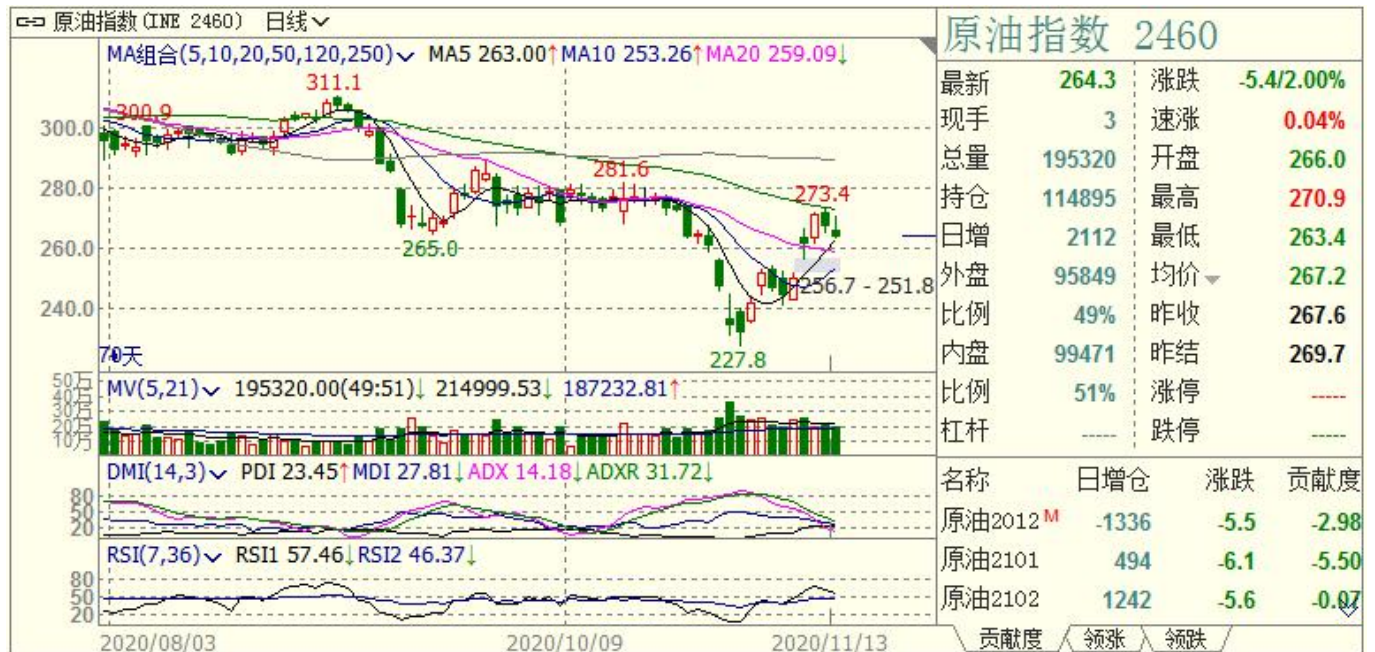 原油指数(INE 2460) 日线
MA组合(5,10,20,50,120,250) MA5 263.00↑MA10 253.26↑MA20 259.09↓
311.1
300.9
300.0
281.6
280.0
273.4
265.0
260.0
256.7 - 251.8
240.0
227.8
70天
50万
40万
30万
20万
10万
MV(5,21) 195320.00(49:51)↓ 214999.53↓ 187232.81↑
DMI(14,3) PDI 23.45↑MDI 27.81↓ADX 14.18↓ADXR 31.72↓
80
50
20
RSI(7,36) RSI1 57.46↓RSI2 46.37↓
80
50
20
2020/08/03 2020/10/09 2020/11/13
原油指数 2460
最新 264.3 涨跌 -5.4/2.00%
现手 3 速涨 0.04%
总量 195320 开盘 266.0
持仓 114895 最高 270.9
日增 2112 最低 263.4
外盘 95849 均价 267.2
比例 49% 昨收 267.6
内盘 99471 昨结 269.7
比例 51% 涨停 -----
杠杆 ----- 跌停 -----
名称 日增仓 涨跌 贡献度
原油2012 M -1336 -5.5 -2.98
原油2101 494 -6.1 -5.50
原油2102 1242 -5.6 -0.07
贡献度 领涨 领跌